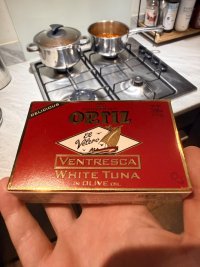 DELICIOUS
ORTIZ
El
Velero
VENTRESCA
WHITE TUNA
IN OLIVE OIL